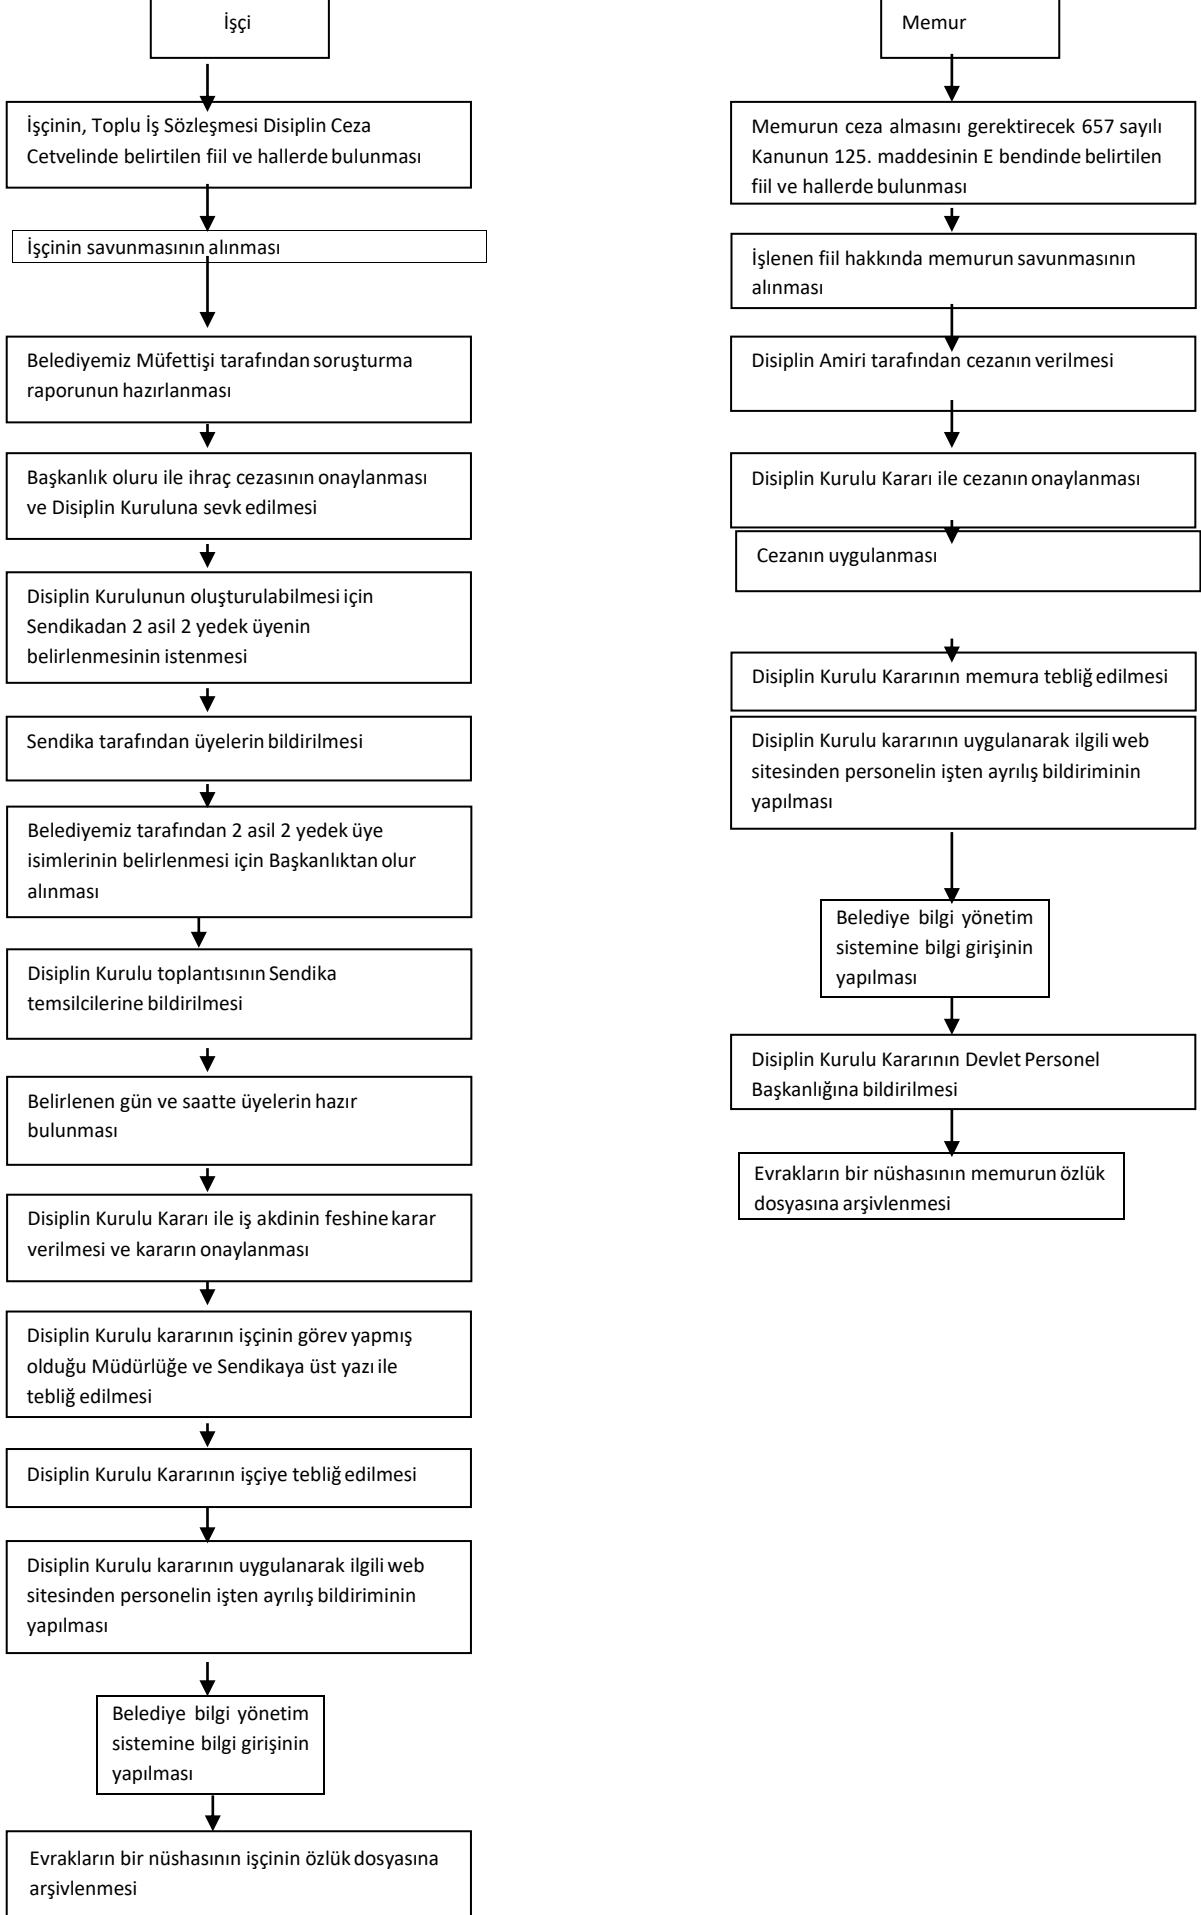 İşçi
İşçinin, Toplu İş Sözleşmesi Disiplin Ceza
Cetvelinde belirtilen fiil ve hallerde bulunması
İşçinin savunmasının alınması
Belediyemiz Müfettişi tarafından soruşturma
raporunun hazırlanması
Başkanlık oluru ile ihraç cezasının onaylanması
ve Disiplin Kuruluna sevk edilmesi
Disiplin Kurulunun oluşturulabilmesi için
Sendikadan 2 asil 2 yedek üyenin
belirlenmesinin istenmesi
Sendika tarafından üyelerin bildirilmesi
Belediyemiz tarafından 2 asil 2 yedek üye
isimlerinin belirlenmesi için Başkanlıktan olur
alınması
Disiplin Kurulu toplantısının Sendika
temsilcilerine bildirilmesi
Belirlenen gün ve saatte üyelerin hazır
bulunması
Disiplin Kurulu Kararı ile iş akdinin feshine karar
verilmesi ve kararın onaylanması
Disiplin Kurulu kararının işçinin görev yapmış
olduğu Müdürlüğe ve Sendikaya üst yazı ile
tebliğ edilmesi
Disiplin Kurulu Kararının işçiye tebliğ edilmesi
Disiplin Kurulu kararının uygulanarak ilgili web
sitesinden personelin işten ayrılış bildiriminin
yapılması
Belediye bilgi yönetim
sistemine bilgi girişinin
yapılması
Evrakların bir nüshasının işçinin özlük dosyasına
arşivlenmesi
Memur
Memurun ceza almasını gerektirecek 657 sayılı
Kanunun 125. maddesinin E bendinde belirtilen
fiil ve hallerde bulunması
İşlenen fiil hakkında memurun savunmasının
alınması
Disiplin Amiri tarafından cezanın verilmesi
Disiplin Kurulu Kararı ile cezanın onaylanması
Cezanın uygulanması
Disiplin Kurulu Kararının memura tebliğ edilmesi
Disiplin Kurulu kararının uygulanarak ilgili web
sitesinden personelin işten ayrılış bildiriminin
yapılması
Belediye bilgi yönetim
sistemine bilgi girişinin
yapılması
Disiplin Kurulu Kararının Devlet Personel
Başkanlığına bildirilmesi
Evrakların bir nüshasının memurun özlük
dosyasına arşivlenmesi